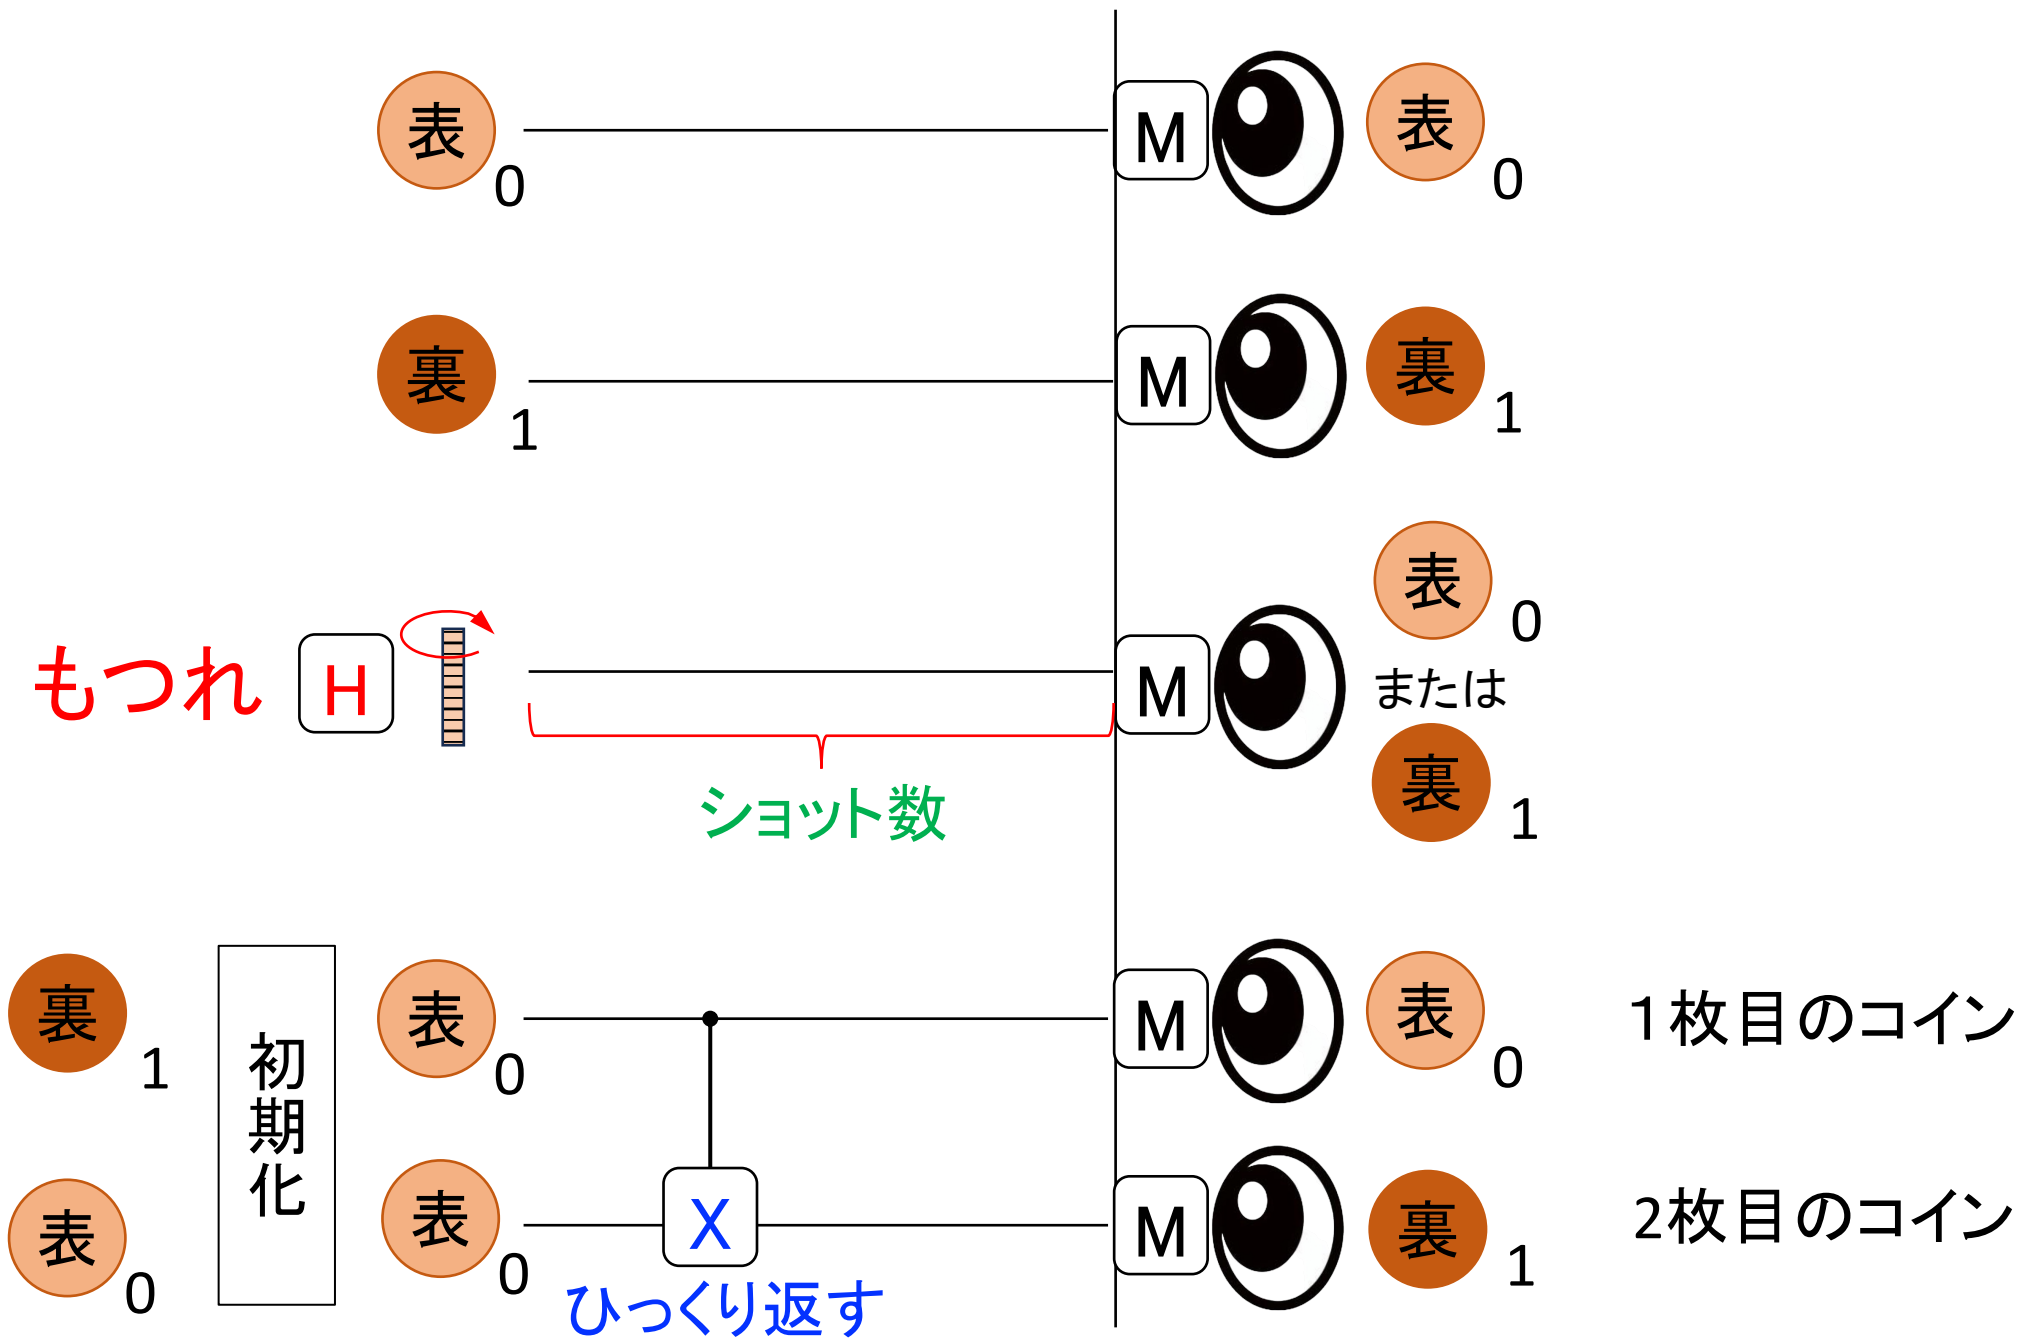 表 0
M
表 0
裏 1
M
裏 1
もつれ
H
M
表 0
または
裏 1
ショット数
裏 1
表 0
初期化
表 0
M
表 0
1枚目のコイン
表 0
X
M
裏 1
2枚目のコイン
ひっくり返す